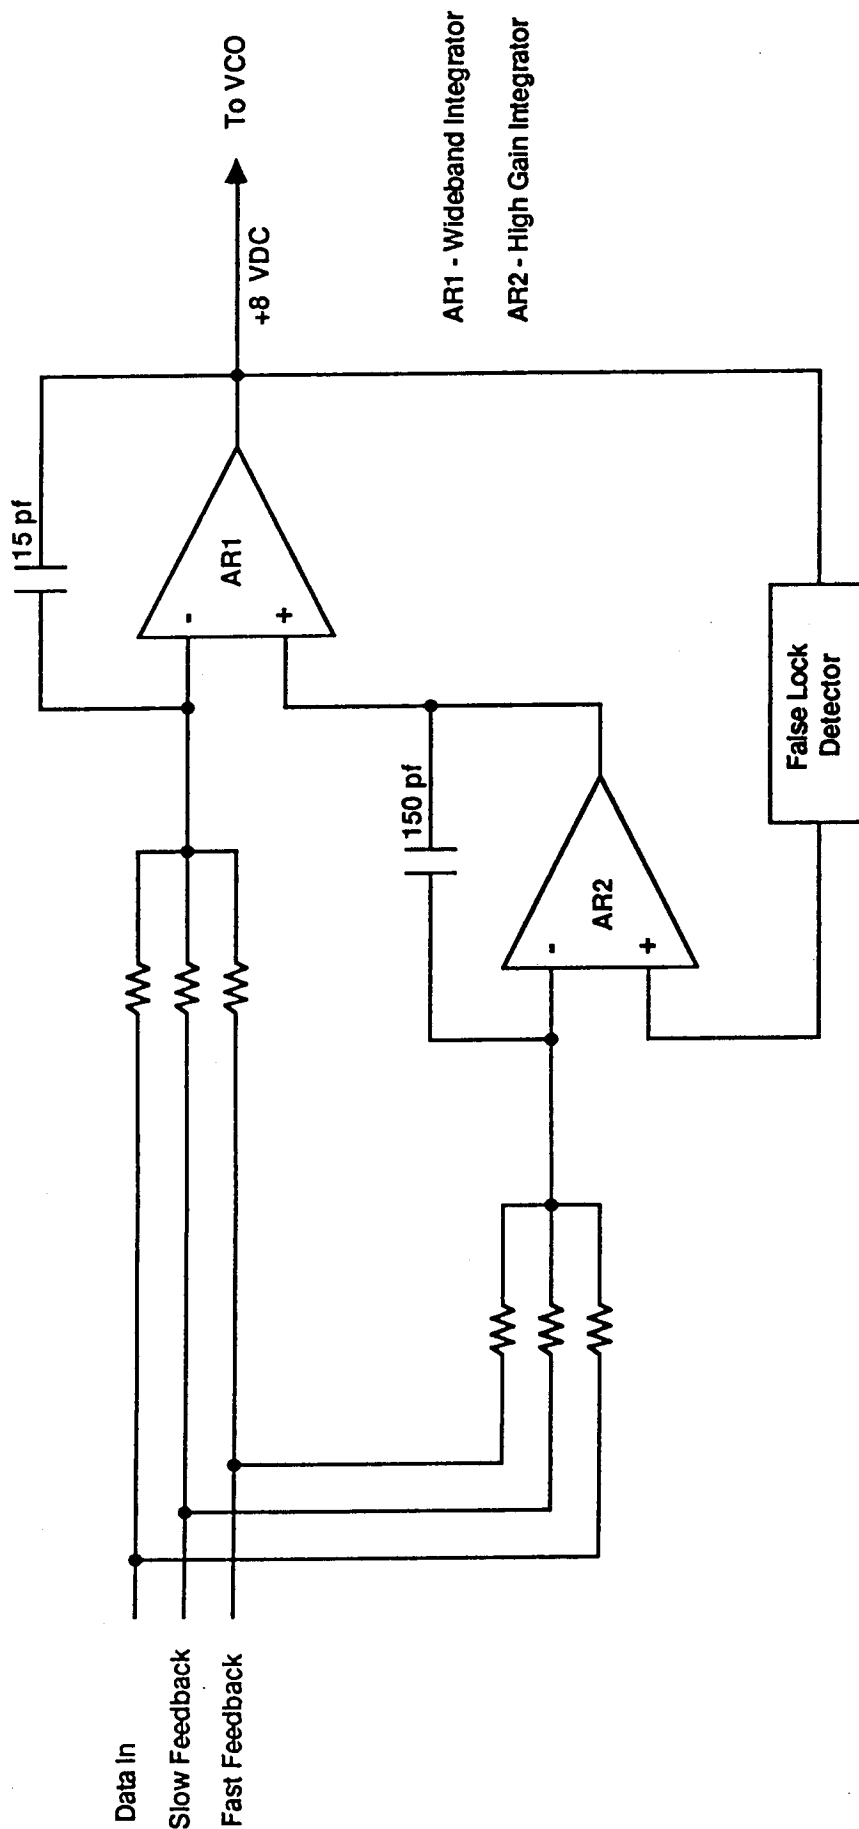 15 pf
AR1
-
+
+8 VDC
To VCO
Data In
Slow Feedback
Fast Feedback
150 pf
AR2
-
+
AR1 - Wideband Integrator
AR2 - High Gain Integrator
False Lock
Detector